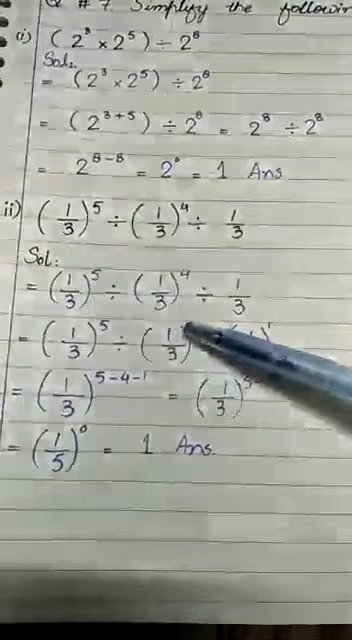 Q # 7 Simplify the followin
(i) (2³ × 2⁵) ÷ 2⁸
Sol:
= (2³ × 2⁵) ÷ 2⁸
= (2³⁺⁵) ÷ 2⁸ = 2⁸ ÷ 2⁸
= 2⁸⁻⁸ = 2⁰ = 1 Ans
ii) (1/3)⁵ ÷ (1/3)⁴ ÷ 1/3
Sol:
= (1/3)⁵ ÷ (1/3)⁴ ÷ 1/3
= (1/3)⁵ ÷ (1/3)
= (1/3)⁵⁻⁴⁻¹ = (1/3)
= (1/5)⁰ = 1 Ans.